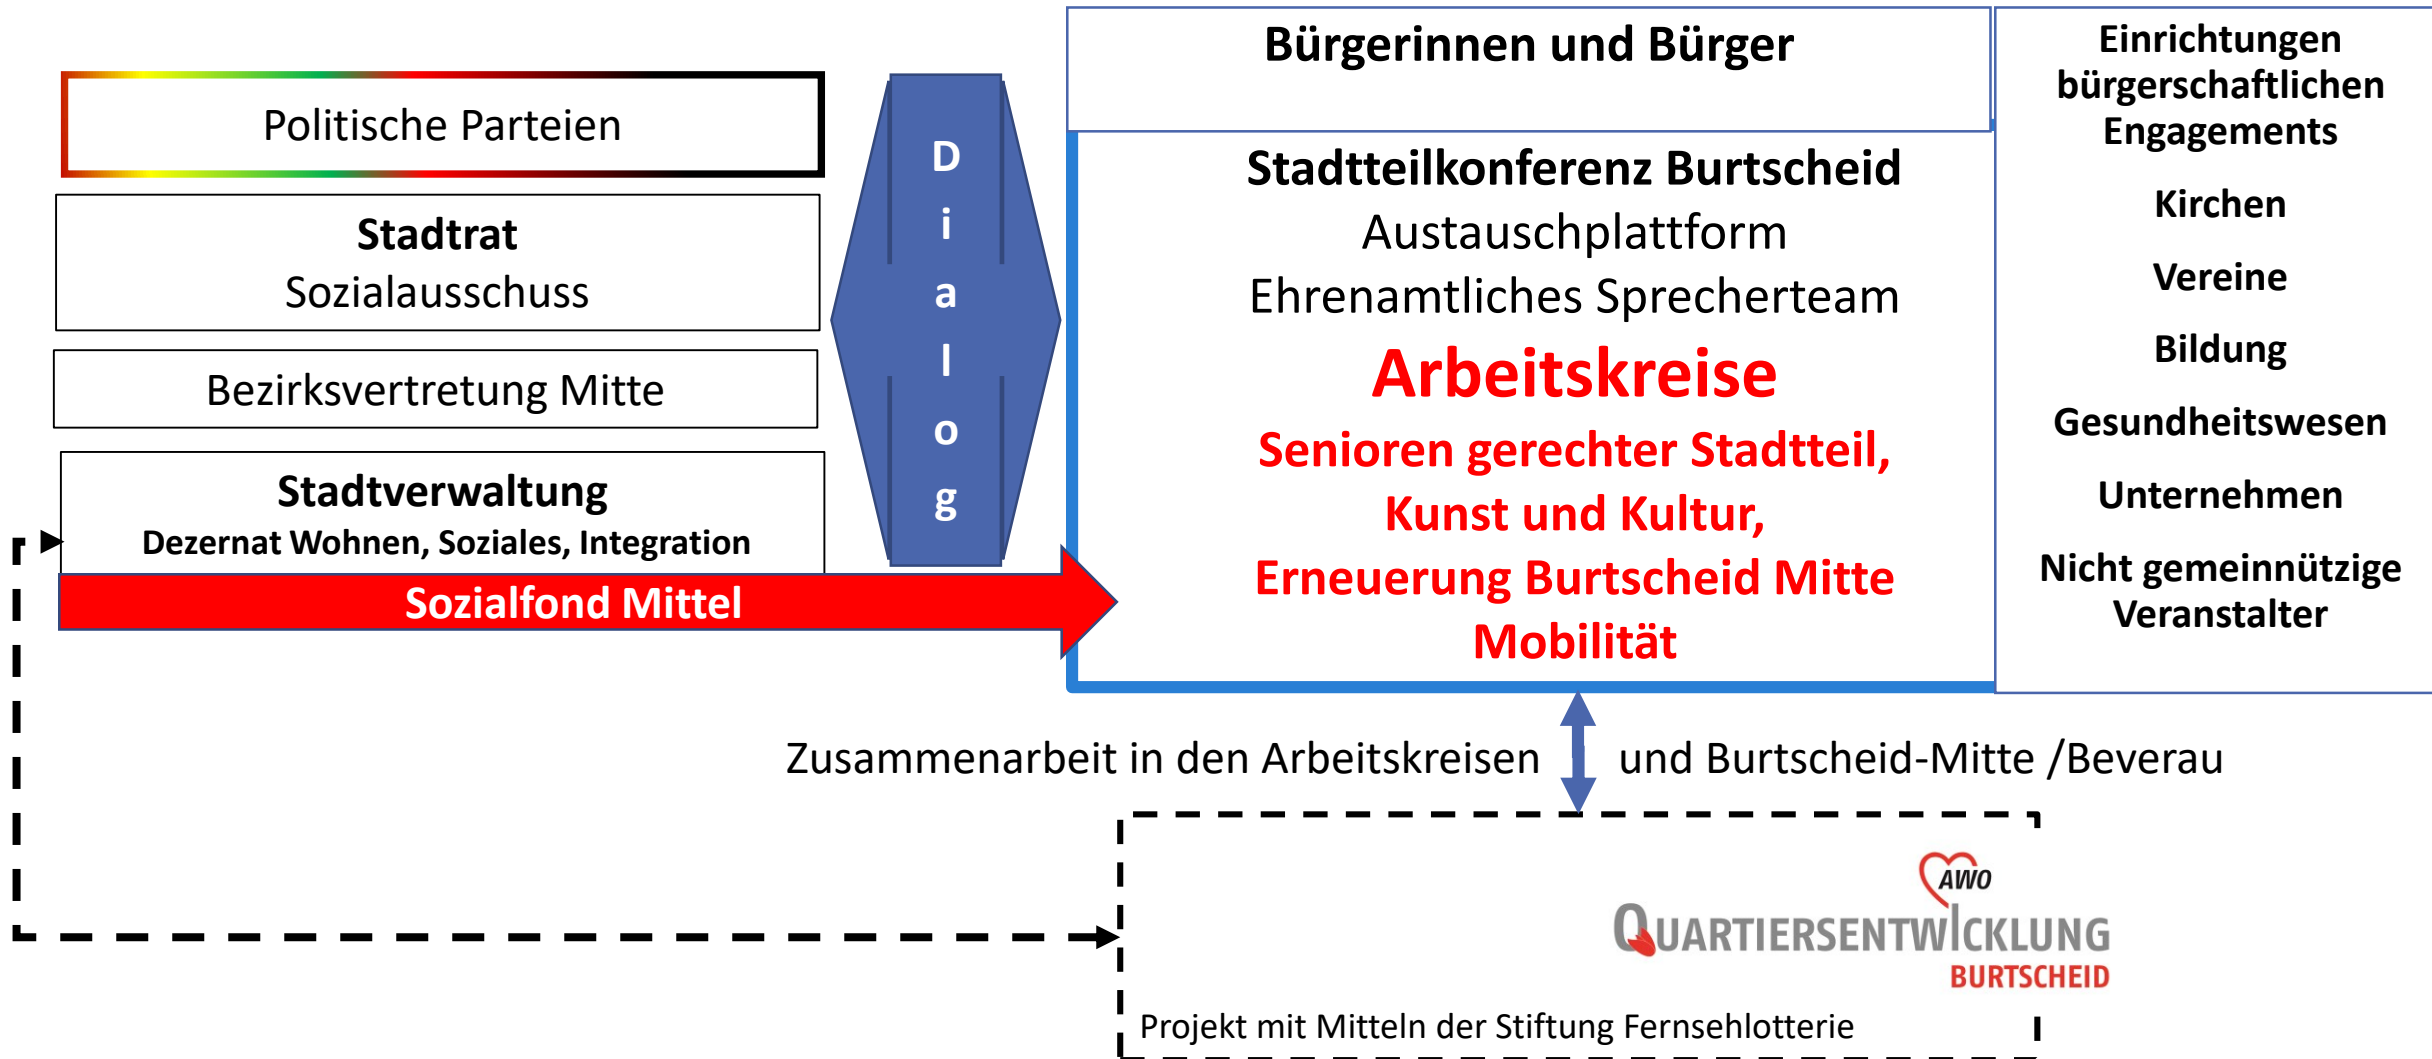 Politische Parteien
Stadtrat
Sozialausschuss
Bezirksvertretung Mitte
Stadtverwaltung
Dezernat Wohnen, Soziales, Integration
Sozialfond Mittel
Dialog
Bürgerinnen und Bürger
Stadtteilkonferenz Burtscheid
Austauschplattform
Ehrenamtliches Sprecherteam
Arbeitskreise
Senioren gerechter Stadtteil,
Kunst und Kultur,
Erneuerung Burtscheid Mitte
Mobilität
Einrichtungen
bürgerschaftlichen
Engagements
Kirchen
Vereine
Bildung
Gesundheitswesen
Unternehmen
Nicht gemeinnützige
Veranstalter
Zusammenarbeit in den Arbeitskreisen und Burtscheid-Mitte /Beverau
AWO
QUARTIERSENTWICKLUNG
BURTSCHEID
Projekt mit Mitteln der Stiftung Fernsehlotterie